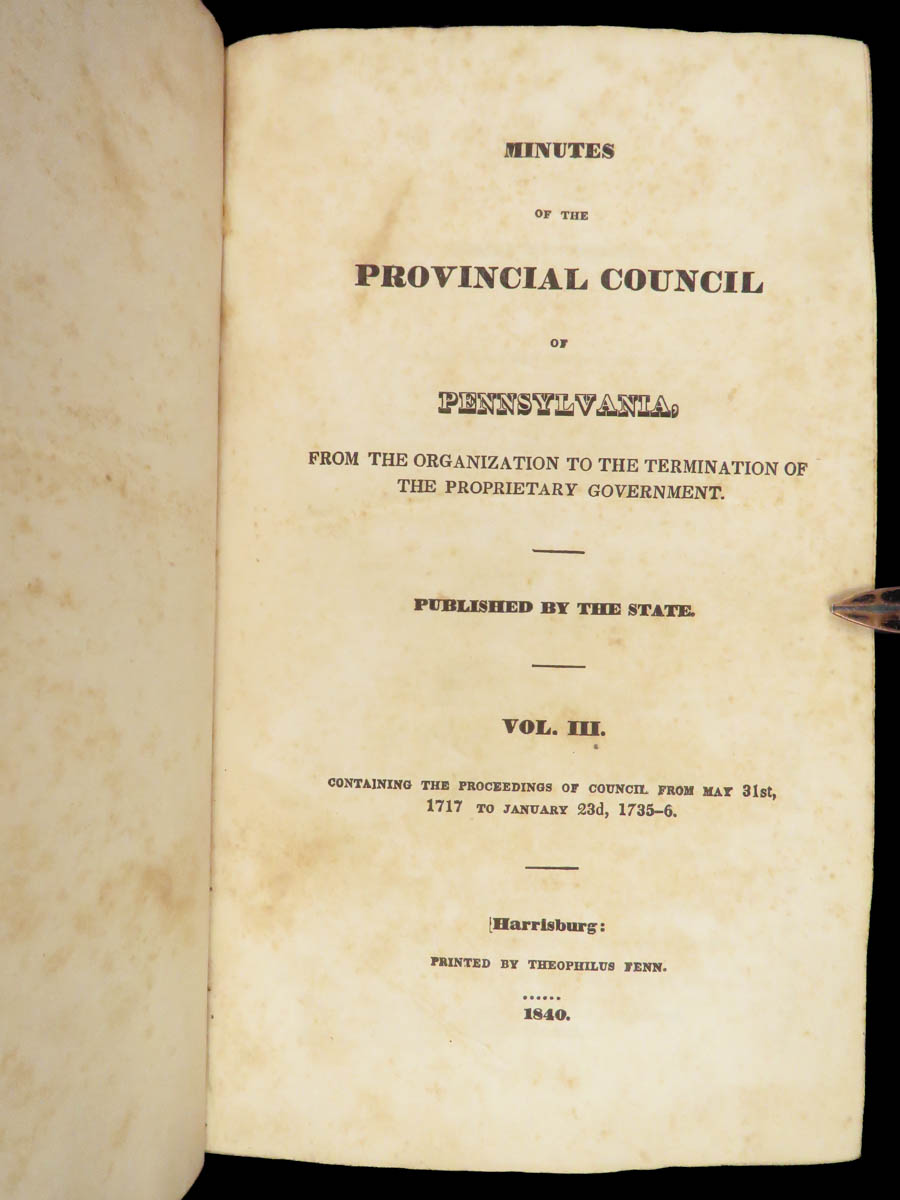 MINUTES
OF THE
PROVINCIAL COUNCIL
OF
PENNSYLVANIA,
FROM THE ORGANIZATION TO THE TERMINATION OF
THE PROPRIETARY GOVERNMENT.
PUBLISHED BY THE STATE.
VOL. III.
CONTAINING THE PROCEEDINGS OF COUNCIL FROM MAY 31st,
1717 TO JANUARY 23d, 1735–6.
Harrisburg:
PRINTED BY THEOPHILUS FENN.
......
1840.